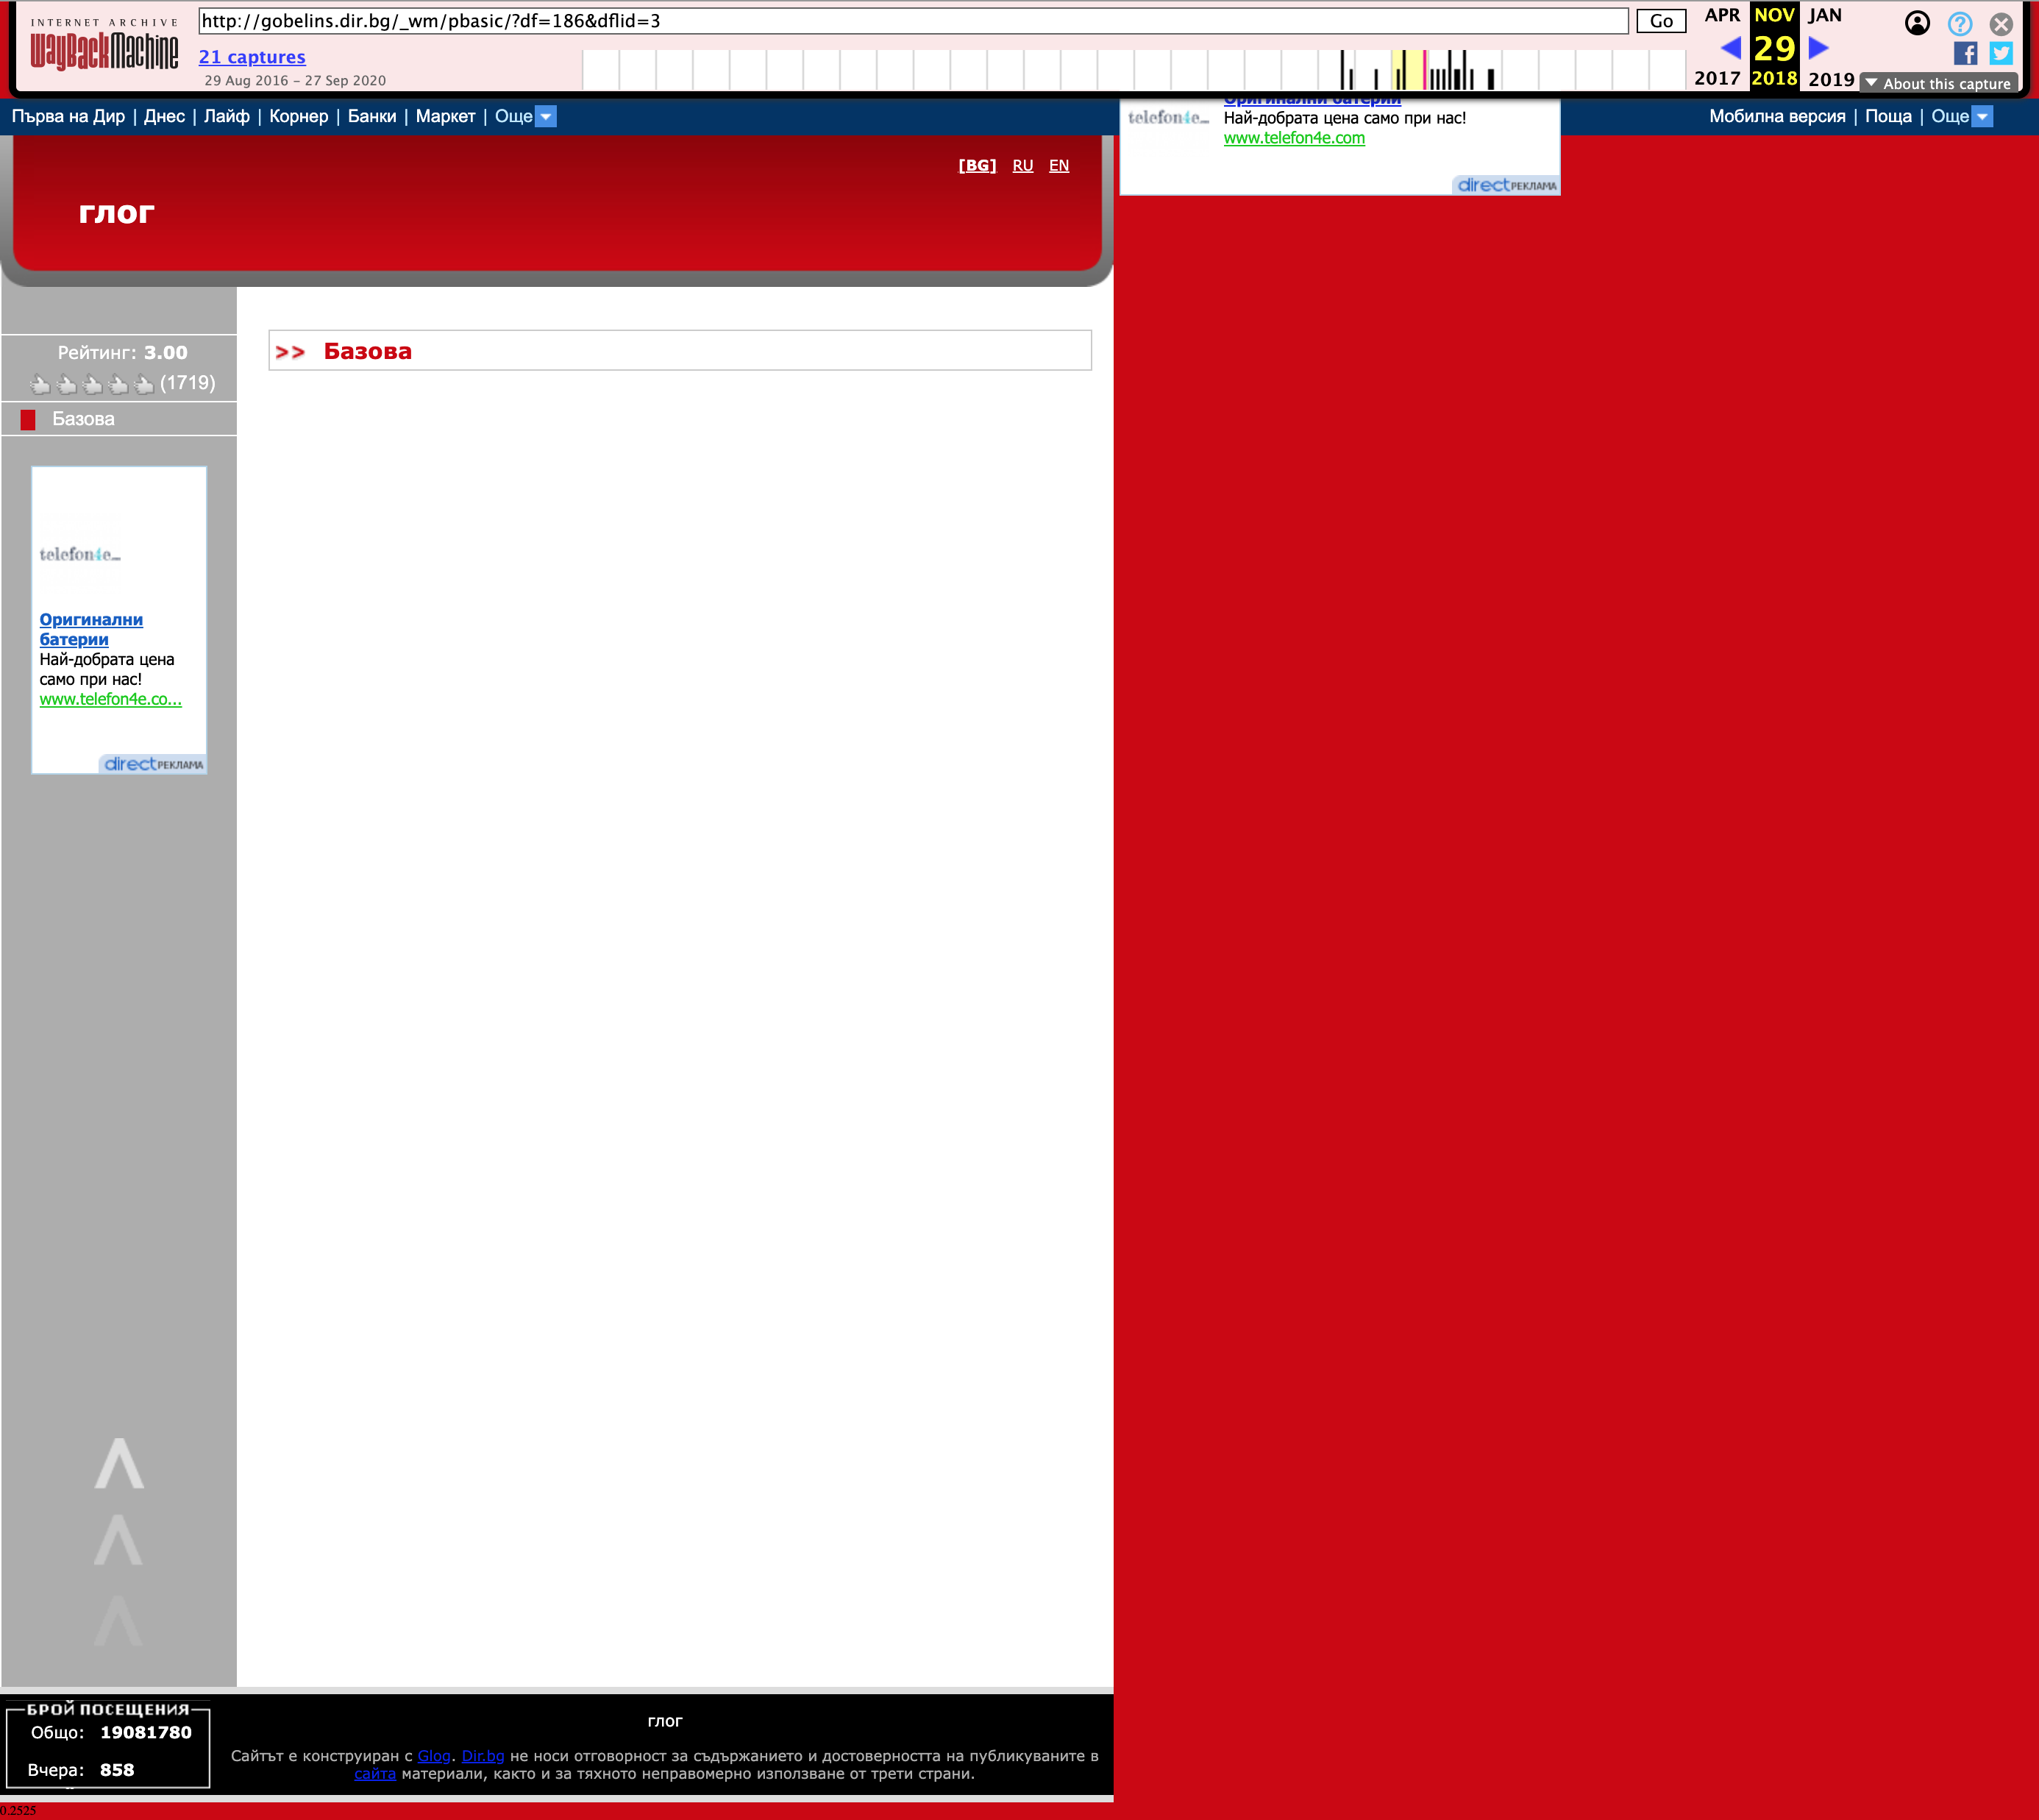 INTERNET ARCHIVE
WayBackMachine
http://gobelins.dir.bg/_wm/pbasic/?df=186&dflid=3
Go
21 captures
29 Aug 2016 – 27 Sep 2020
APR NOV JAN
29
2017 2018 2019
About this capture
Първа на Дир | Днес | Лайф | Корнер | Банки | Маркет | Още
Оригинални батерии
telefon4e
Най-добрата цена само при нас!
www.telefon4e.com
direct РЕКЛАМА
Мобилна версия | Поща | Още
[BG] RU EN
глог
Рейтинг: 3.00
(1719)
Базова
>> Базова
telefon4e
Оригинални
батерии
Най-добрата цена
само при нас!
www.telefon4e.co...
direct РЕКЛАМА
БРОЙ ПОСЕЩЕНИЯ
Общо: 19081780
Вчера: 858
глог
Сайтът е конструиран с Glog. Dir.bg не носи отговорност за съдържанието и достоверността на публикуваните в
сайта материали, както и за тяхното неправомерно използване от трети страни.
0.2525